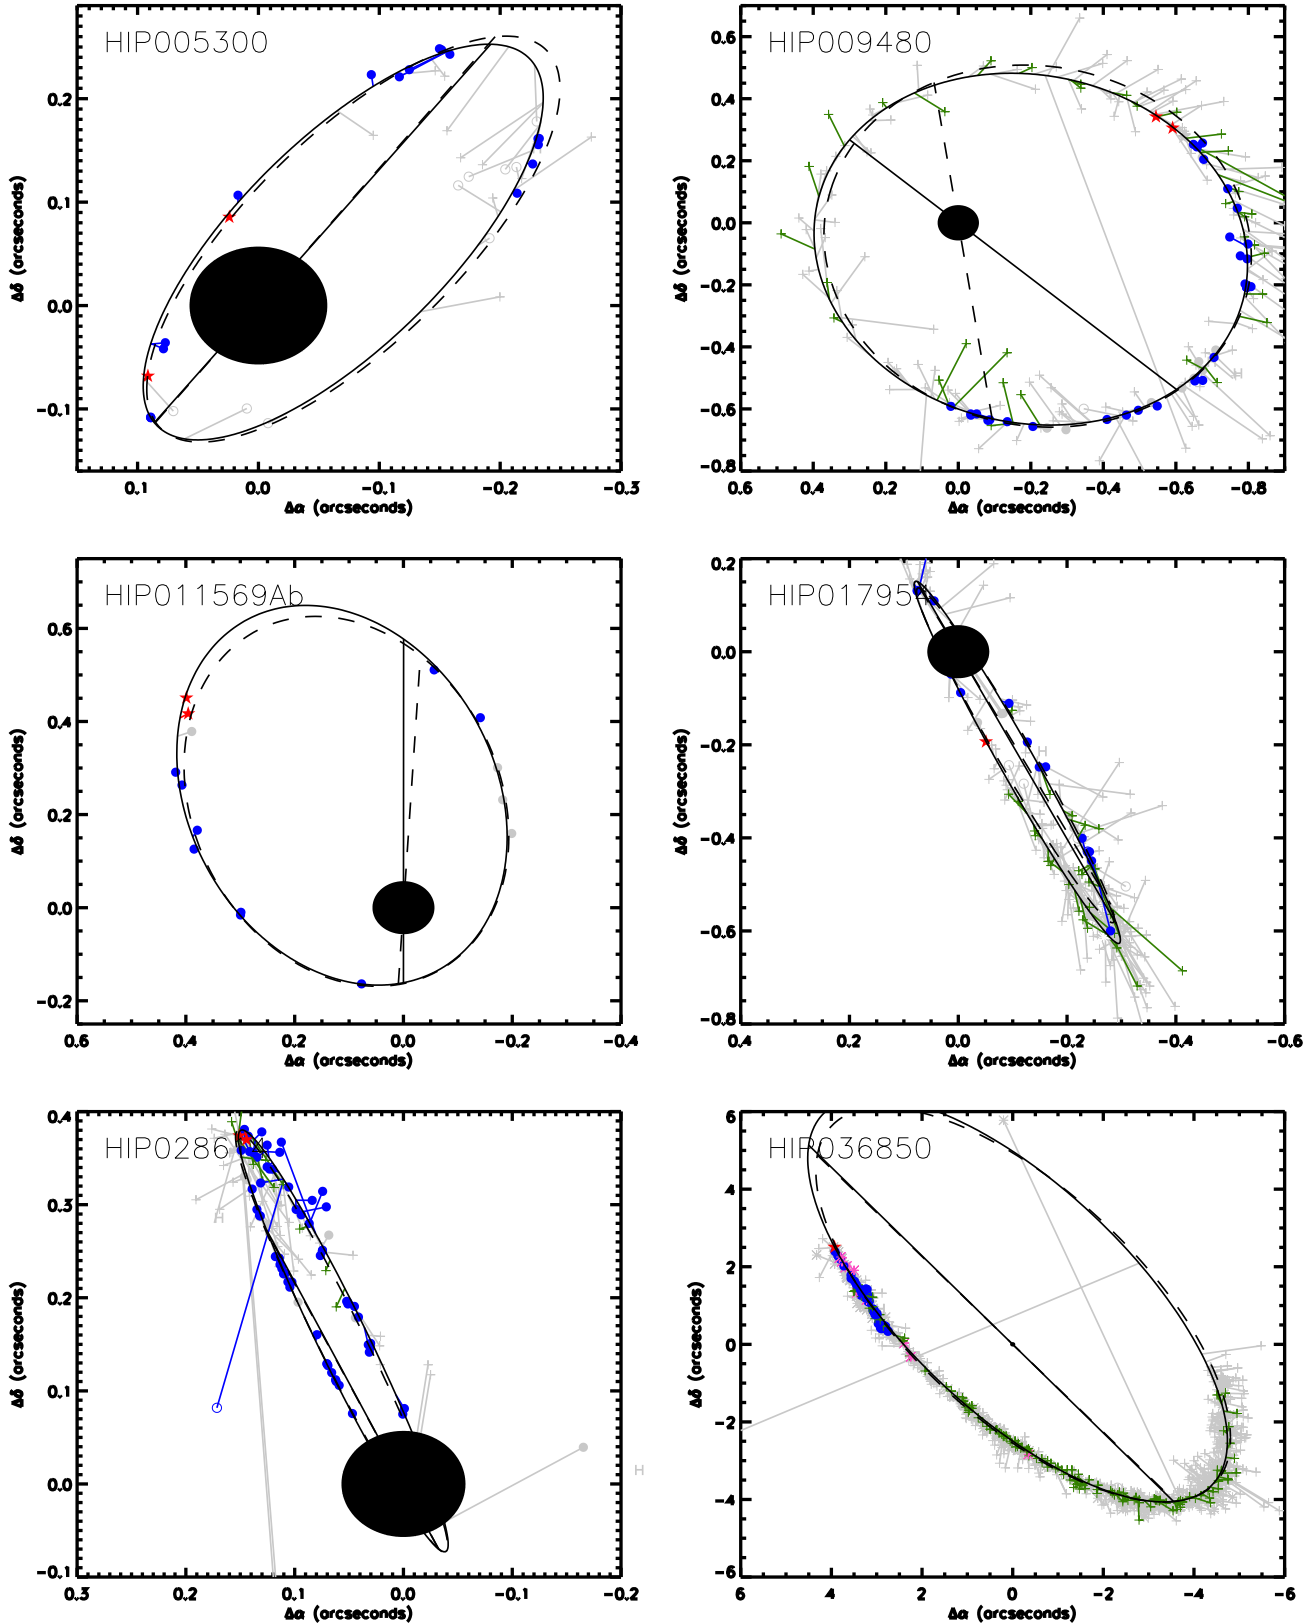 HIP005300
0.2
0.1
0.0
−0.1
0.1 0.0 −0.1 −0.2 −0.3
Δδ (arcseconds)
Δα (arcseconds)
HIP009480
0.6
0.4
0.2
0.0
−0.2
−0.4
−0.6
−0.8
0.6 0.4 0.2 0.0 −0.2 −0.4 −0.6 −0.8
Δδ (arcseconds)
Δα (arcseconds)
HIP011569Ab
0.6
0.4
0.2
0.0
−0.2
0.6 0.4 0.2 0.0 −0.2 −0.4
Δδ (arcseconds)
Δα (arcseconds)
HIP01795
0.2
0.0
−0.2
−0.4
−0.6
−0.8
0.4 0.2 0.0 −0.2 −0.4 −0.6
Δδ (arcseconds)
Δα (arcseconds)
H
HIP0286
0.4
0.3
0.2
0.1
0.0
−0.1
0.3 0.2 0.1 0.0 −0.1 −0.2
Δδ (arcseconds)
Δα (arcseconds)
H
H
HIP036850
6
4
2
0
−2
−4
−6
6 4 2 0 −2 −4 −6
Δδ (arcseconds)
Δα (arcseconds)